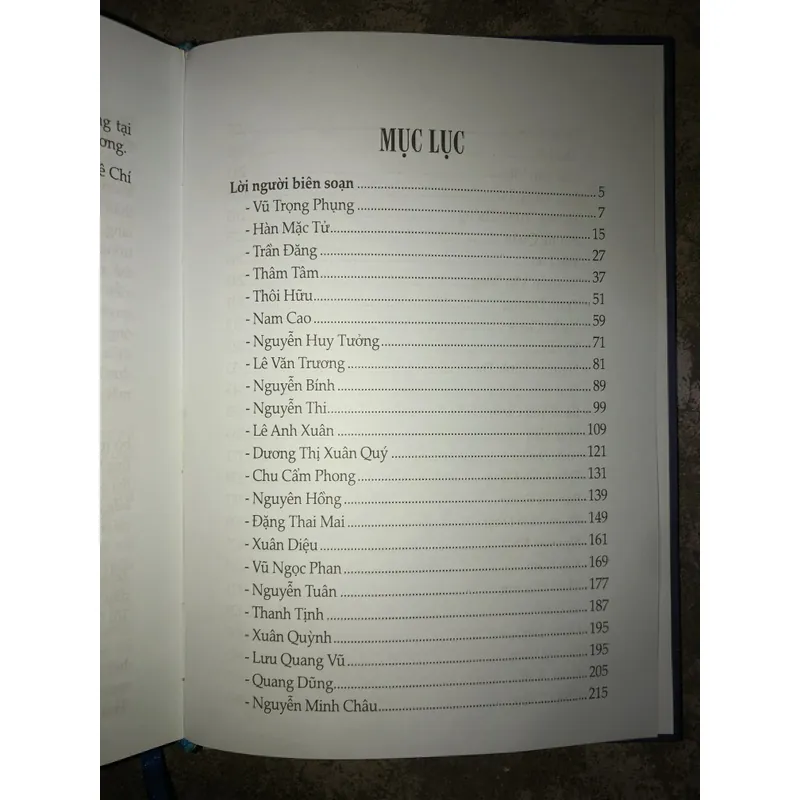 ng tại
ơng.
ê Chí
MỤC LỤC
Lời người biên soạn ........ 5
- Vũ Trọng Phụng ........ 7
- Hàn Mặc Tử ........ 15
- Trần Đăng ........ 27
- Thâm Tâm ........ 37
- Thôi Hữu ........ 51
- Nam Cao ........ 59
- Nguyễn Huy Tưởng ........ 71
- Lê Văn Trương ........ 81
- Nguyễn Bính ........ 89
- Nguyễn Thi ........ 99
- Lê Anh Xuân ........ 109
- Dương Thị Xuân Quý ........ 121
- Chu Cẩm Phong ........ 131
- Nguyên Hồng ........ 139
- Đặng Thai Mai ........ 149
- Xuân Diệu ........ 161
- Vũ Ngọc Phan ........ 169
- Nguyễn Tuân ........ 177
- Thanh Tịnh ........ 187
- Xuân Quỳnh ........ 195
- Lưu Quang Vũ ........ 195
- Quang Dũng ........ 205
- Nguyễn Minh Châu ........ 215